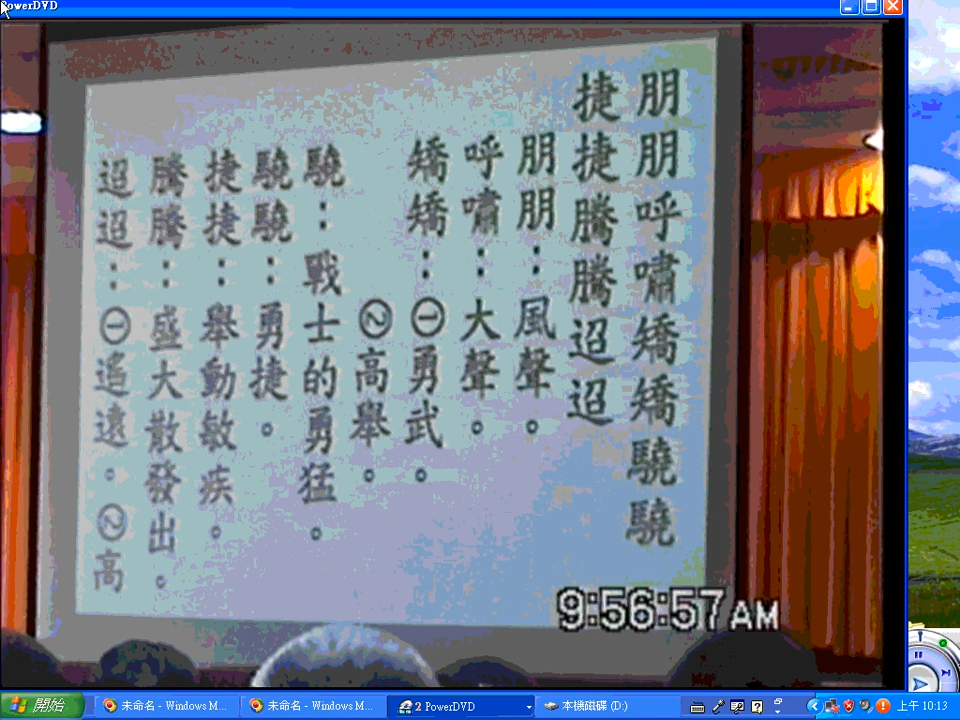 PowerDVD
朋朋呼嘯矯矯驍驍
捷捷騰騰迢迢
朋朋：風聲。
呼嘯：大聲。
矯矯：㊀勇武。
㊁高舉。
驍：戰士的勇猛。
驍驍：勇捷。
捷捷：舉動敏疾。
騰騰：盛大散發出。
迢迢：㊀遙遠。㊁高
9:56:57AM
開始
未命名 - Windows M...
未命名 - Windows M...
2 PowerDVD
本機磁碟 (D:)
上午 10:13